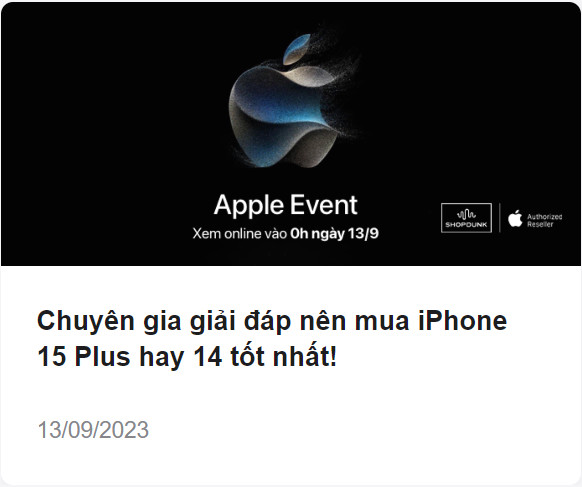 Apple Event
Xem online vào 0h ngày 13/9
SHOPDUNK
Authorized
Reseller
Chuyên gia giải đáp nên mua iPhone
15 Plus hay 14 tốt nhất!
13/09/2023